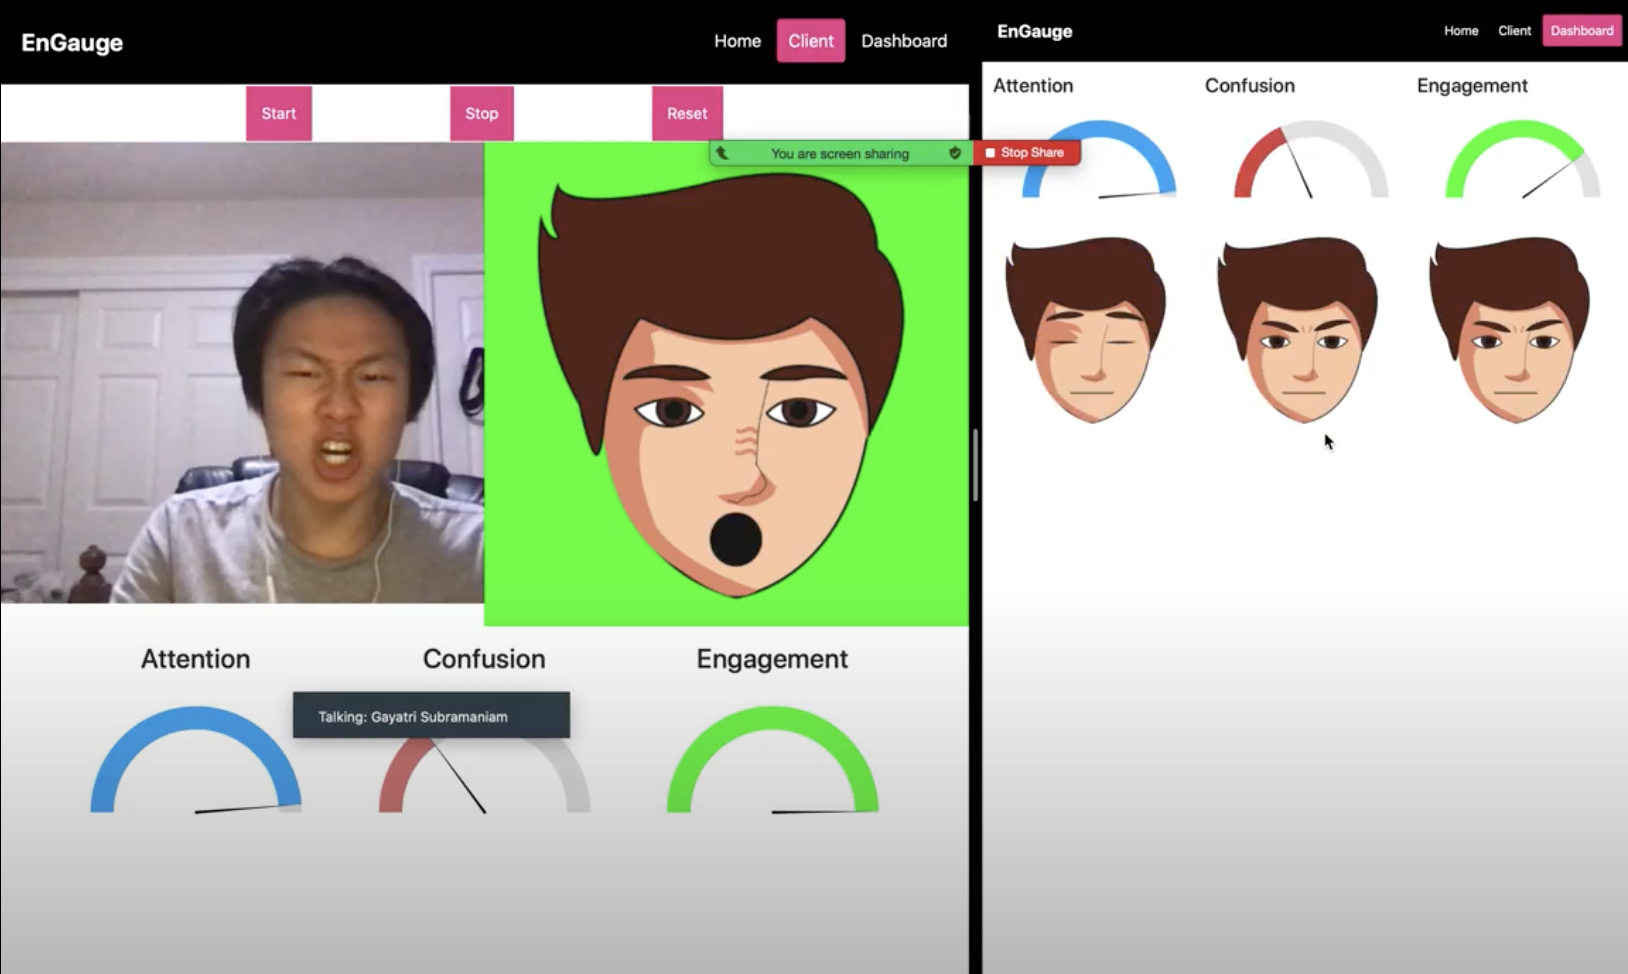 EnGauge
Home Client Dashboard
Start Stop Reset
You are screen sharing Stop Share
Attention Confusion Engagement
Talking: Gayatri Subramaniam
EnGauge
Home Client Dashboard
Attention Confusion Engagement